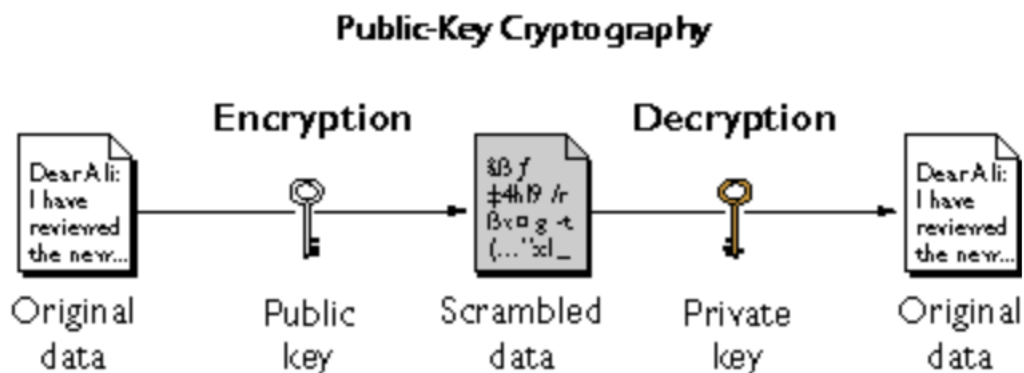 Public-Key Cryptography
Encryption
Decryption
Dear Ali:
I have
reviewed
the new...
Dear Ali:
I have
reviewed
the new...
Original
data
Public
key
Scrambled
data
Private
key
Original
data